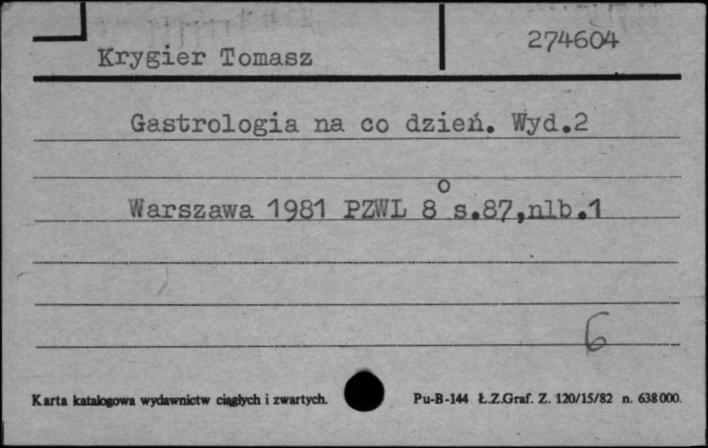 Krygier Tomasz
274604
Gastrologia na co dzień. Wyd.2
Warszawa 1981 PZWL 8° s.87,nlb.1
6
Karta katalogowa wydawnictw ciągłych i zwartych. Pu-B-144 Ł.Z.Graf. Z. 120/15/82 n. 638000.